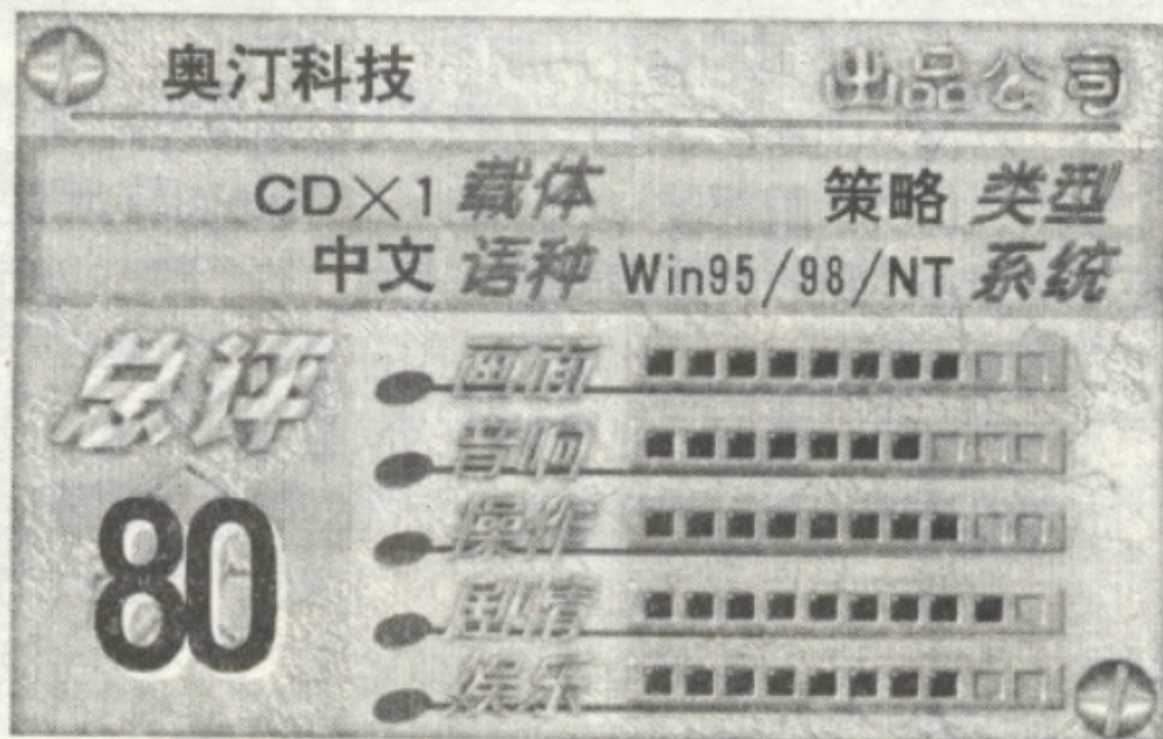 奥汀科技 出品公司
CD×1 载体 策略 类型
中文 语种 Win95/98/NT 系统
总评
80
画面
音响
操作
剧情
娱乐